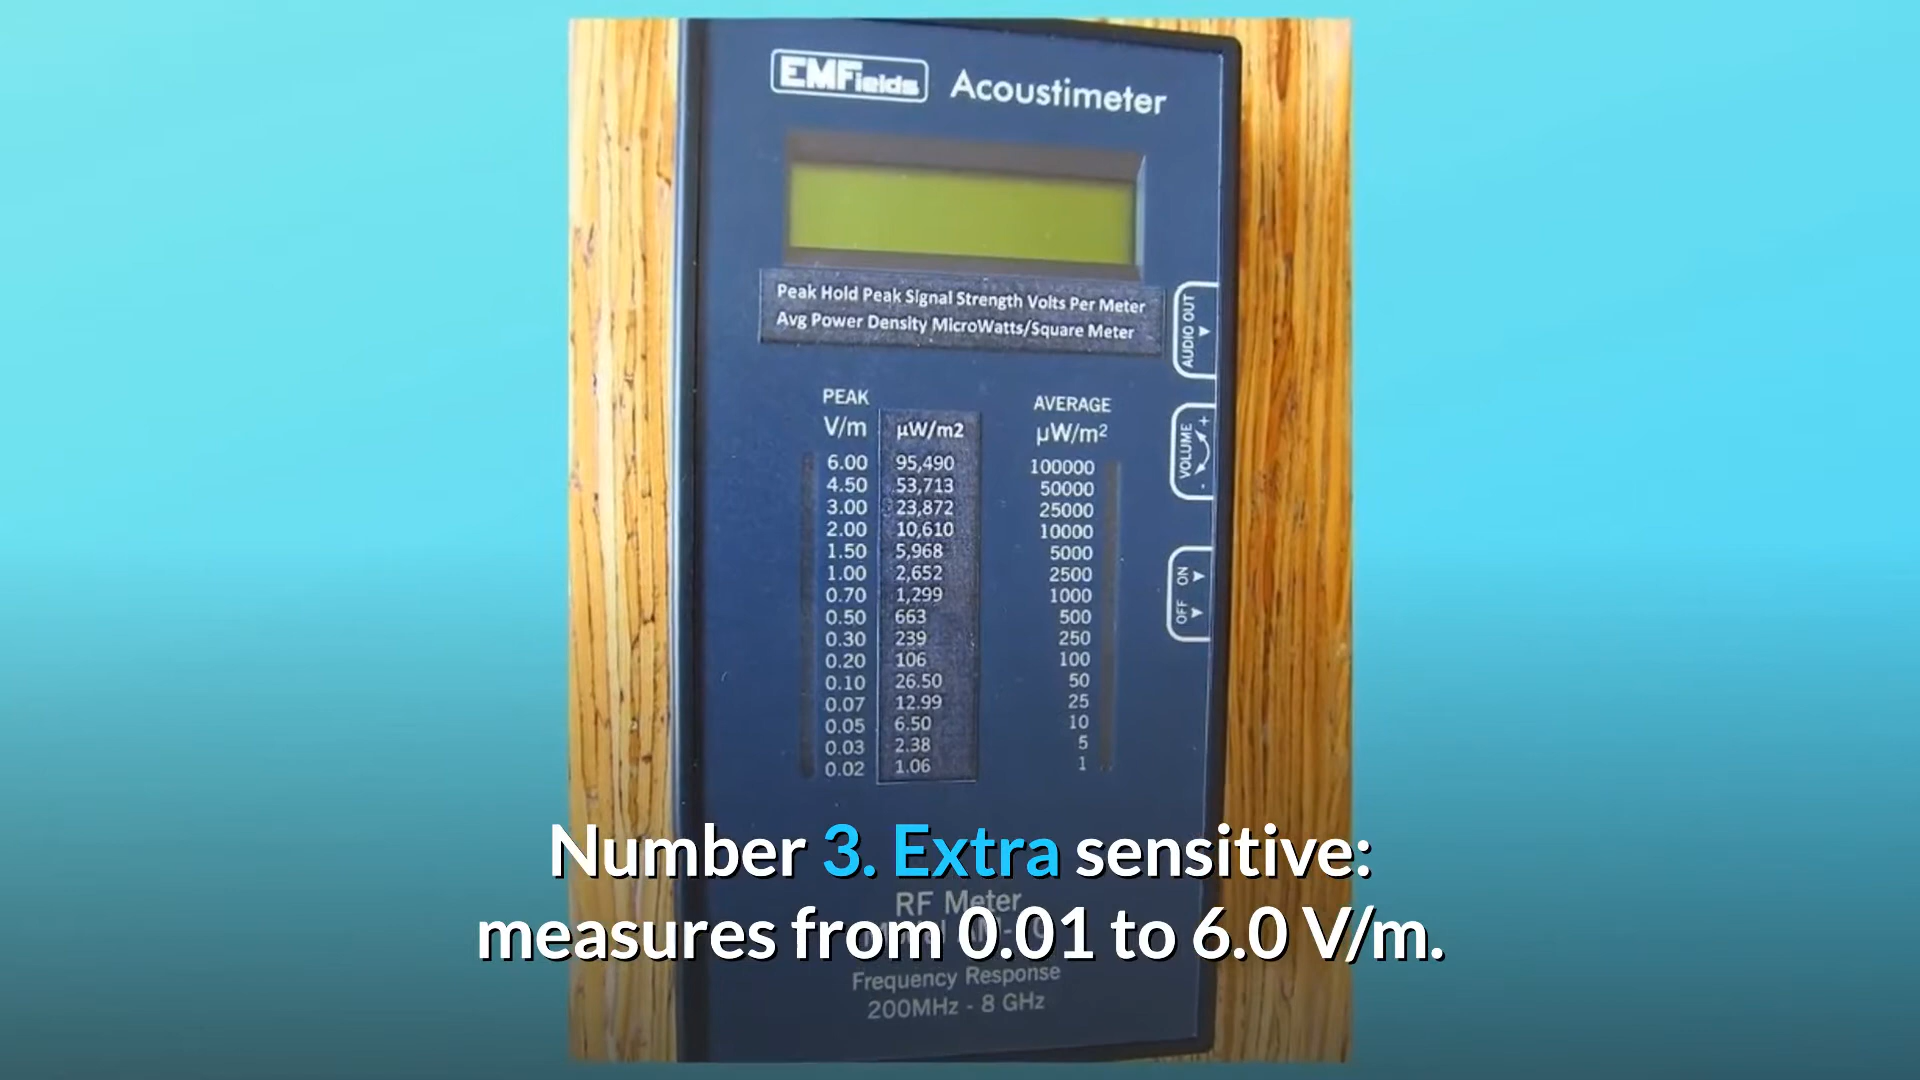 EMFields Acoustimeter
Peak Hold Peak Signal Strength Volts Per Meter
Avg Power Density MicroWatts/Square Meter
AUDIO OUT
VOLUME
+
-
OFF ON
PEAK AVERAGE
V/m µW/m2 µW/m²
6.00 95,490 100000
4.50 53,713 50000
3.00 23,872 25000
2.00 10,610 10000
1.50 5,968 5000
1.00 2,652 2500
0.70 1,299 1000
0.50 663 500
0.30 239 250
0.20 106 100
0.10 26.50 50
0.07 12.99 25
0.05 6.50 10
0.03 2.38 5
0.02 1.06 1
Number 3. Extra sensitive:
RF Meter
measures from 0.01 to 6.0 V/m.
Frequency Response
200MHz - 8 GHz